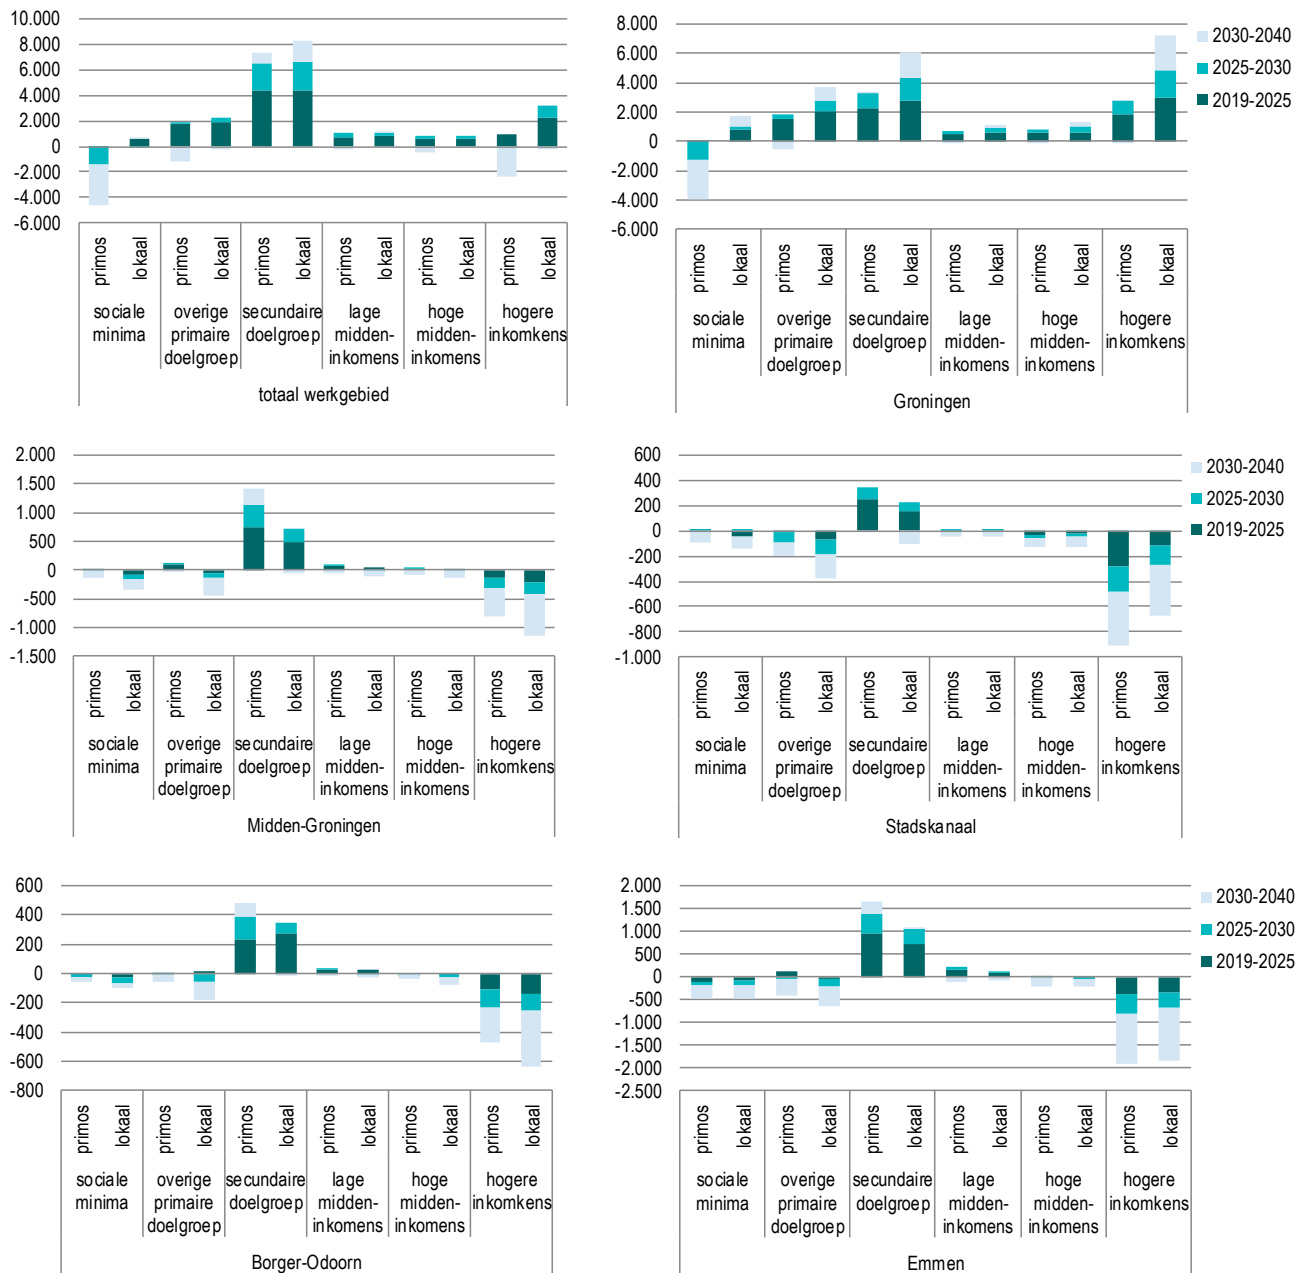 10.000
8.000
6.000
4.000
2.000
0
-2.000
-4.000
-6.000
primos
lokaal
primos
lokaal
primos
lokaal
primos
lokaal
primos
lokaal
primos
lokaal
sociale minima
overige primaire doelgroep
secundaire doelgroep
lage midden-inkomens
hoge midden-inkomens
hogere inkomkens
totaal werkgebied
8.000
6.000
4.000
2.000
0
-2.000
-4.000
-6.000
2030-2040
2025-2030
2019-2025
primos
lokaal
primos
lokaal
primos
lokaal
primos
lokaal
primos
lokaal
primos
lokaal
sociale minima
overige primaire doelgroep
secundaire doelgroep
lage midden-inkomens
hoge midden-inkomens
hogere inkomkens
Groningen
2.000
1.500
1.000
500
0
-500
-1.000
-1.500
primos
lokaal
primos
lokaal
primos
lokaal
primos
lokaal
primos
lokaal
primos
lokaal
sociale minima
overige primaire doelgroep
secundaire doelgroep
lage midden-inkomens
hoge midden-inkomens
hogere inkomkens
Midden-Groningen
600
400
200
0
-200
-400
-600
-800
-1.000
2030-2040
2025-2030
2019-2025
primos
lokaal
primos
lokaal
primos
lokaal
primos
lokaal
primos
lokaal
primos
lokaal
sociale minima
overige primaire doelgroep
secundaire doelgroep
lage midden-inkomens
hoge midden-inkomens
hogere inkomkens
Stadskanaal
600
400
200
0
-200
-400
-600
-800
primos
lokaal
primos
lokaal
primos
lokaal
primos
lokaal
primos
lokaal
primos
lokaal
sociale minima
overige primaire doelgroep
secundaire doelgroep
lage midden-inkomens
hoge midden-inkomens
hogere inkomkens
Borger-Odoorn
2.000
1.500
1.000
500
0
-500
-1.000
-1.500
-2.000
-2.500
2030-2040
2025-2030
2019-2025
primos
lokaal
primos
lokaal
primos
lokaal
primos
lokaal
primos
lokaal
primos
lokaal
sociale minima
overige primaire doelgroep
secundaire doelgroep
lage midden-inkomens
hoge midden-inkomens
hogere inkomkens
Emmen